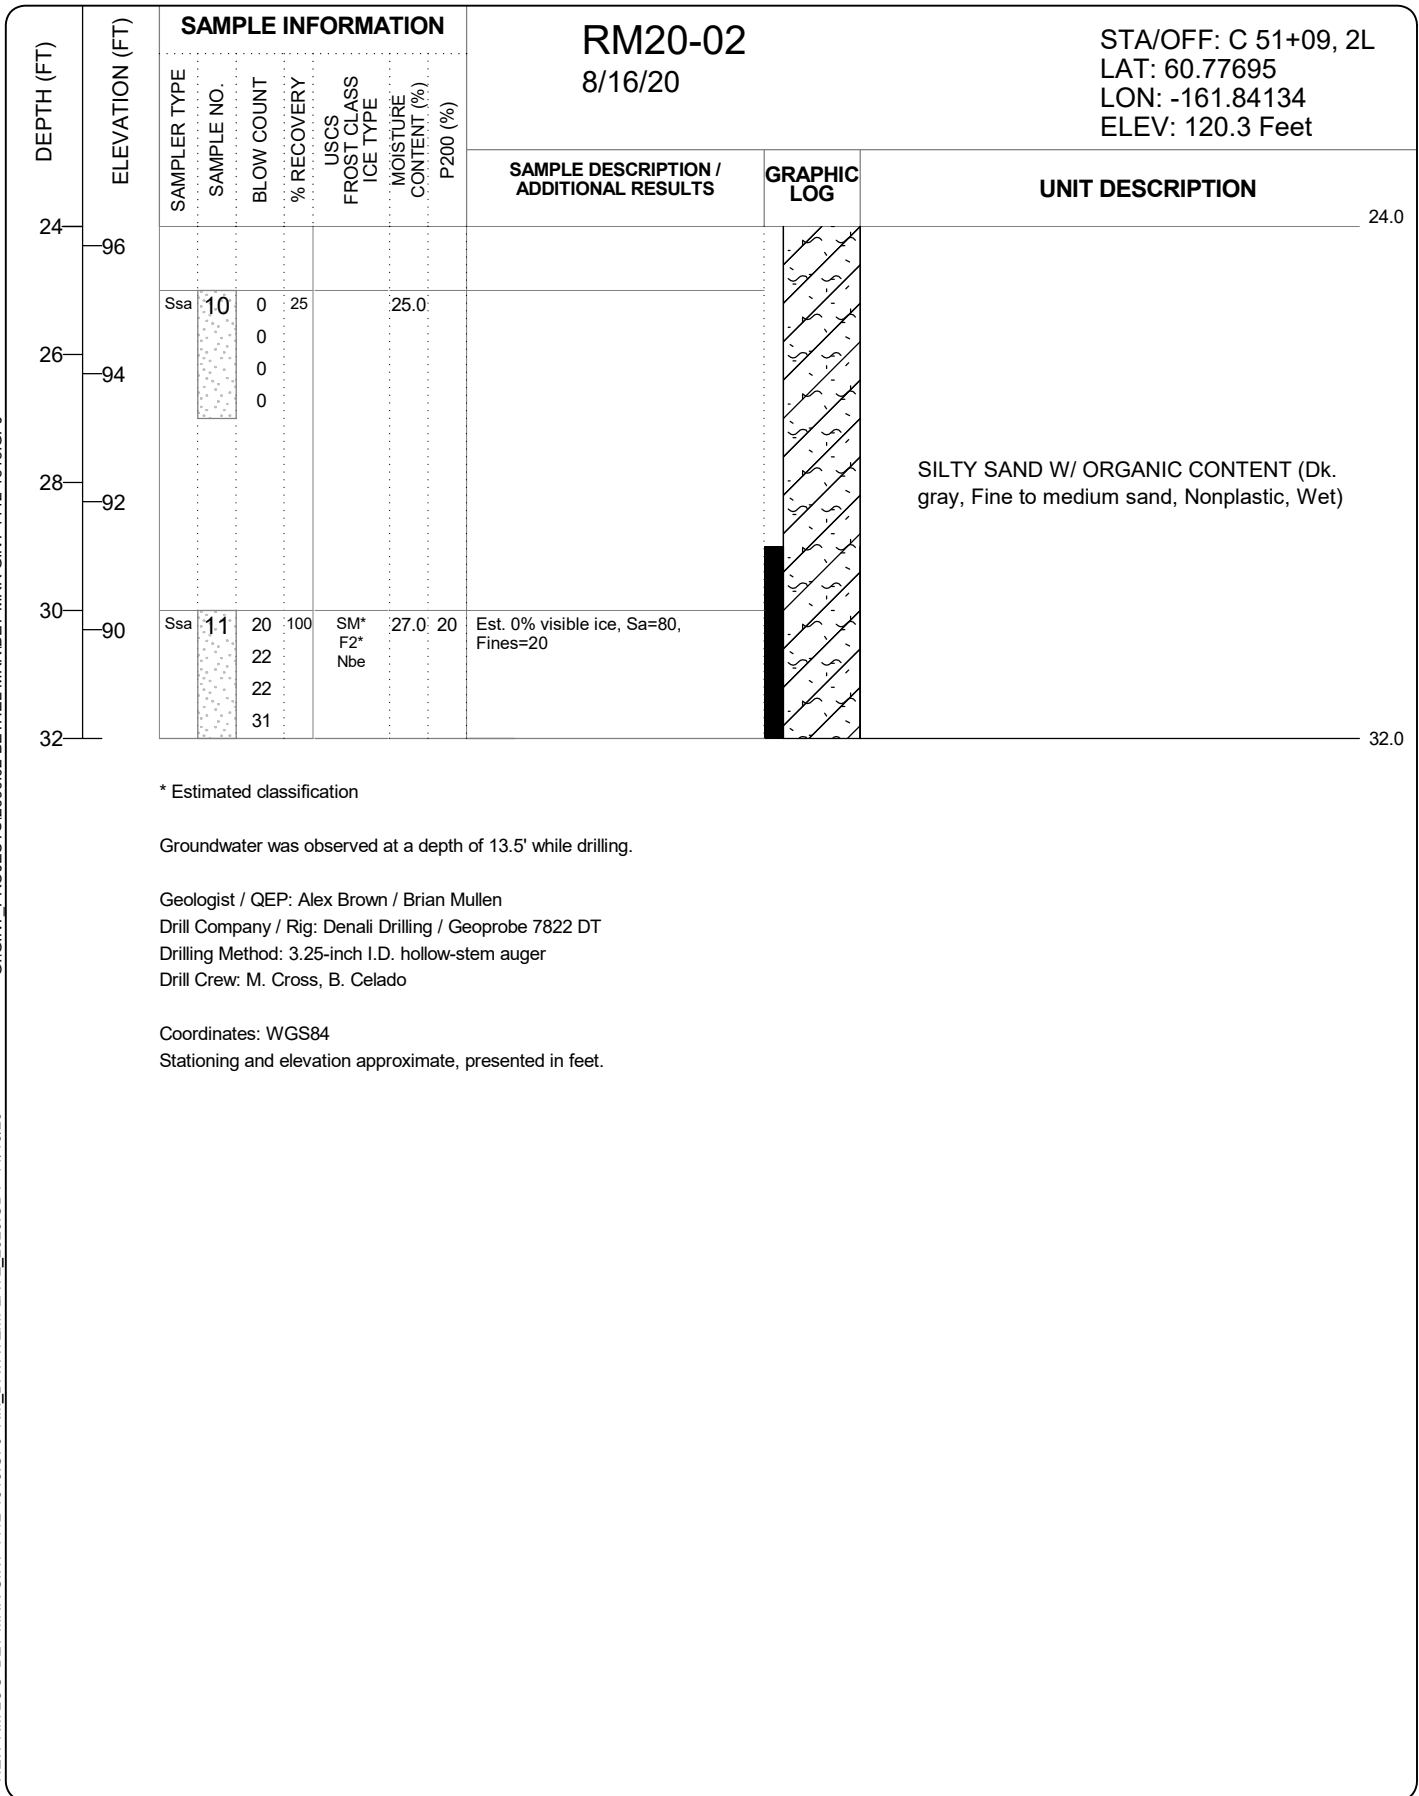 DEPTH (FT)
ELEVATION (FT)
SAMPLE INFORMATION
SAMPLER TYPE
SAMPLE NO.
BLOW COUNT
% RECOVERY
USCS
FROST CLASS
ICE TYPE
MOISTURE
CONTENT (%)
P200 (%)
RM20-02
8/16/20
STA/OFF: C 51+09, 2L
LAT: 60.77695
LON: -161.84134
ELEV: 120.3 Feet
SAMPLE DESCRIPTION /
ADDITIONAL RESULTS
GRAPHIC
LOG
UNIT DESCRIPTION
24
24.0
96
Ssa 10 0 25 25.0
0
26
94
0
0
28
92
SILTY SAND W/ ORGANIC CONTENT (Dk.
gray, Fine to medium sand, Nonplastic, Wet)
30
90
Ssa 11 20 100 SM* 27.0 20 Est. 0% visible ice, Sa=80,
F2* Fines=20
22 Nbe
22
31
32
32.0
* Estimated classification
Groundwater was observed at a depth of 13.5' while drilling.
Geologist / QEP: Alex Brown / Brian Mullen
Drill Company / Rig: Denali Drilling / Geoprobe 7822 DT
Drilling Method: 3.25-inch I.D. hollow-stem auger
Drill Crew: M. Cross, B. Celado
Coordinates: WGS84
Stationing and elevation approximate, presented in feet.